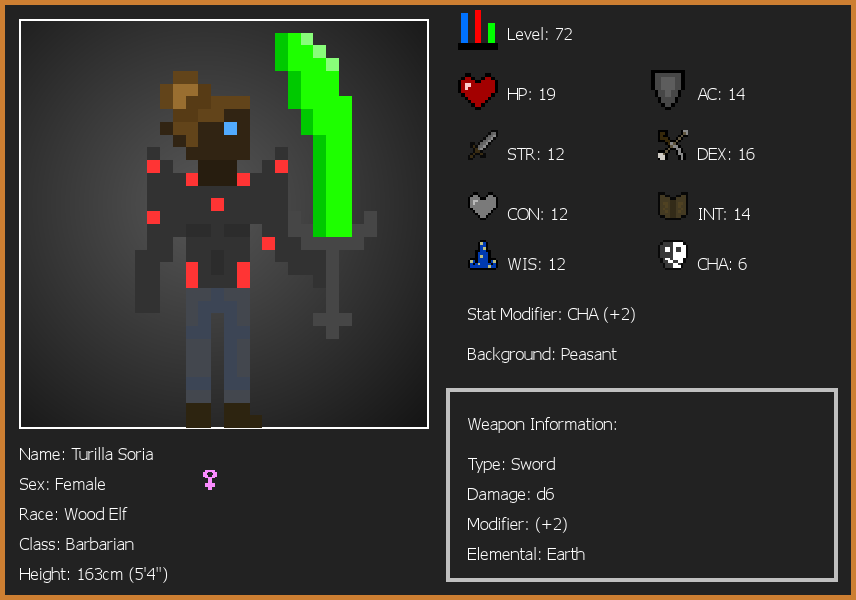 Level: 72
HP: 19
AC: 14
STR: 12
DEX: 16
CON: 12
INT: 14
WIS: 12
CHA: 6
Stat Modifier: CHA (+2)
Background: Peasant
Weapon Information:
Type: Sword
Damage: d6
Modifier: (+2)
Elemental: Earth
Name: Turilla Soria
Sex: Female
Race: Wood Elf
Class: Barbarian
Height: 163cm (5'4")